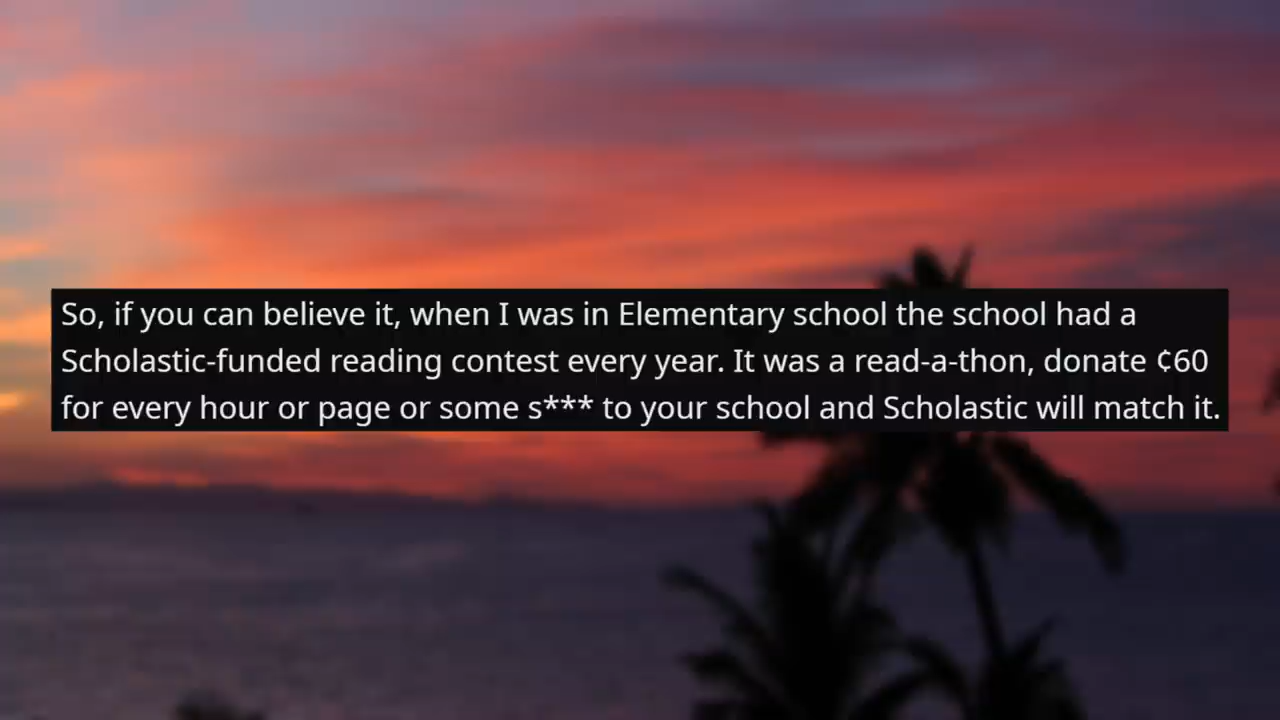 So, if you can believe it, when I was in Elementary school the school had a
Scholastic-funded reading contest every year. It was a read-a-thon, donate ¢60
for every hour or page or some s*** to your school and Scholastic will match it.